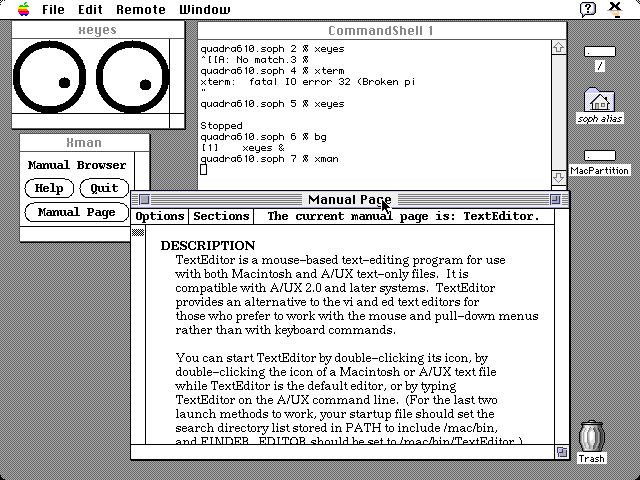 File Edit Report Window
xeyes
CommandShell 1
quadra610.soph 2 % xeyes
^[[A: No match.3 %
quadra610.soph 4 % xterm
xterm:  fatal IO error 32 (Broken pi
"
quadra610.soph 5 % xeyes
Stopped
quadra610.soph 6 % bg
[1]    xeyes &
quadra610.soph 7 % xman
/
soph alias
MacPartition
Xman
Manual Browser
Help Quit
Manual Page
Manual Page
Options Sections The current manual page is: TextEditor.
DESCRIPTION
TextEditor is a mouse-based text-editing program for use
with both Macintosh and A/UX text-only files.  It is
compatible with A/UX 2.0 and later systems.  TextEditor
provides an alternative to the vi and ed text editors for
those who prefer to work with the mouse and pull-down menus
rather than with keyboard commands.
You can start TextEditor by double-clicking its icon, by
double-clicking the icon of a Macintosh or A/UX text file
while TextEditor is the default editor, or by typing
TextEditor on the A/UX command line.  (For the last two
launch methods to work, your startup file should set the
search directory list stored in PATH to include /mac/bin,
and FINDER_EDITOR should be set to /mac/bin/TextEditor.)
Trash